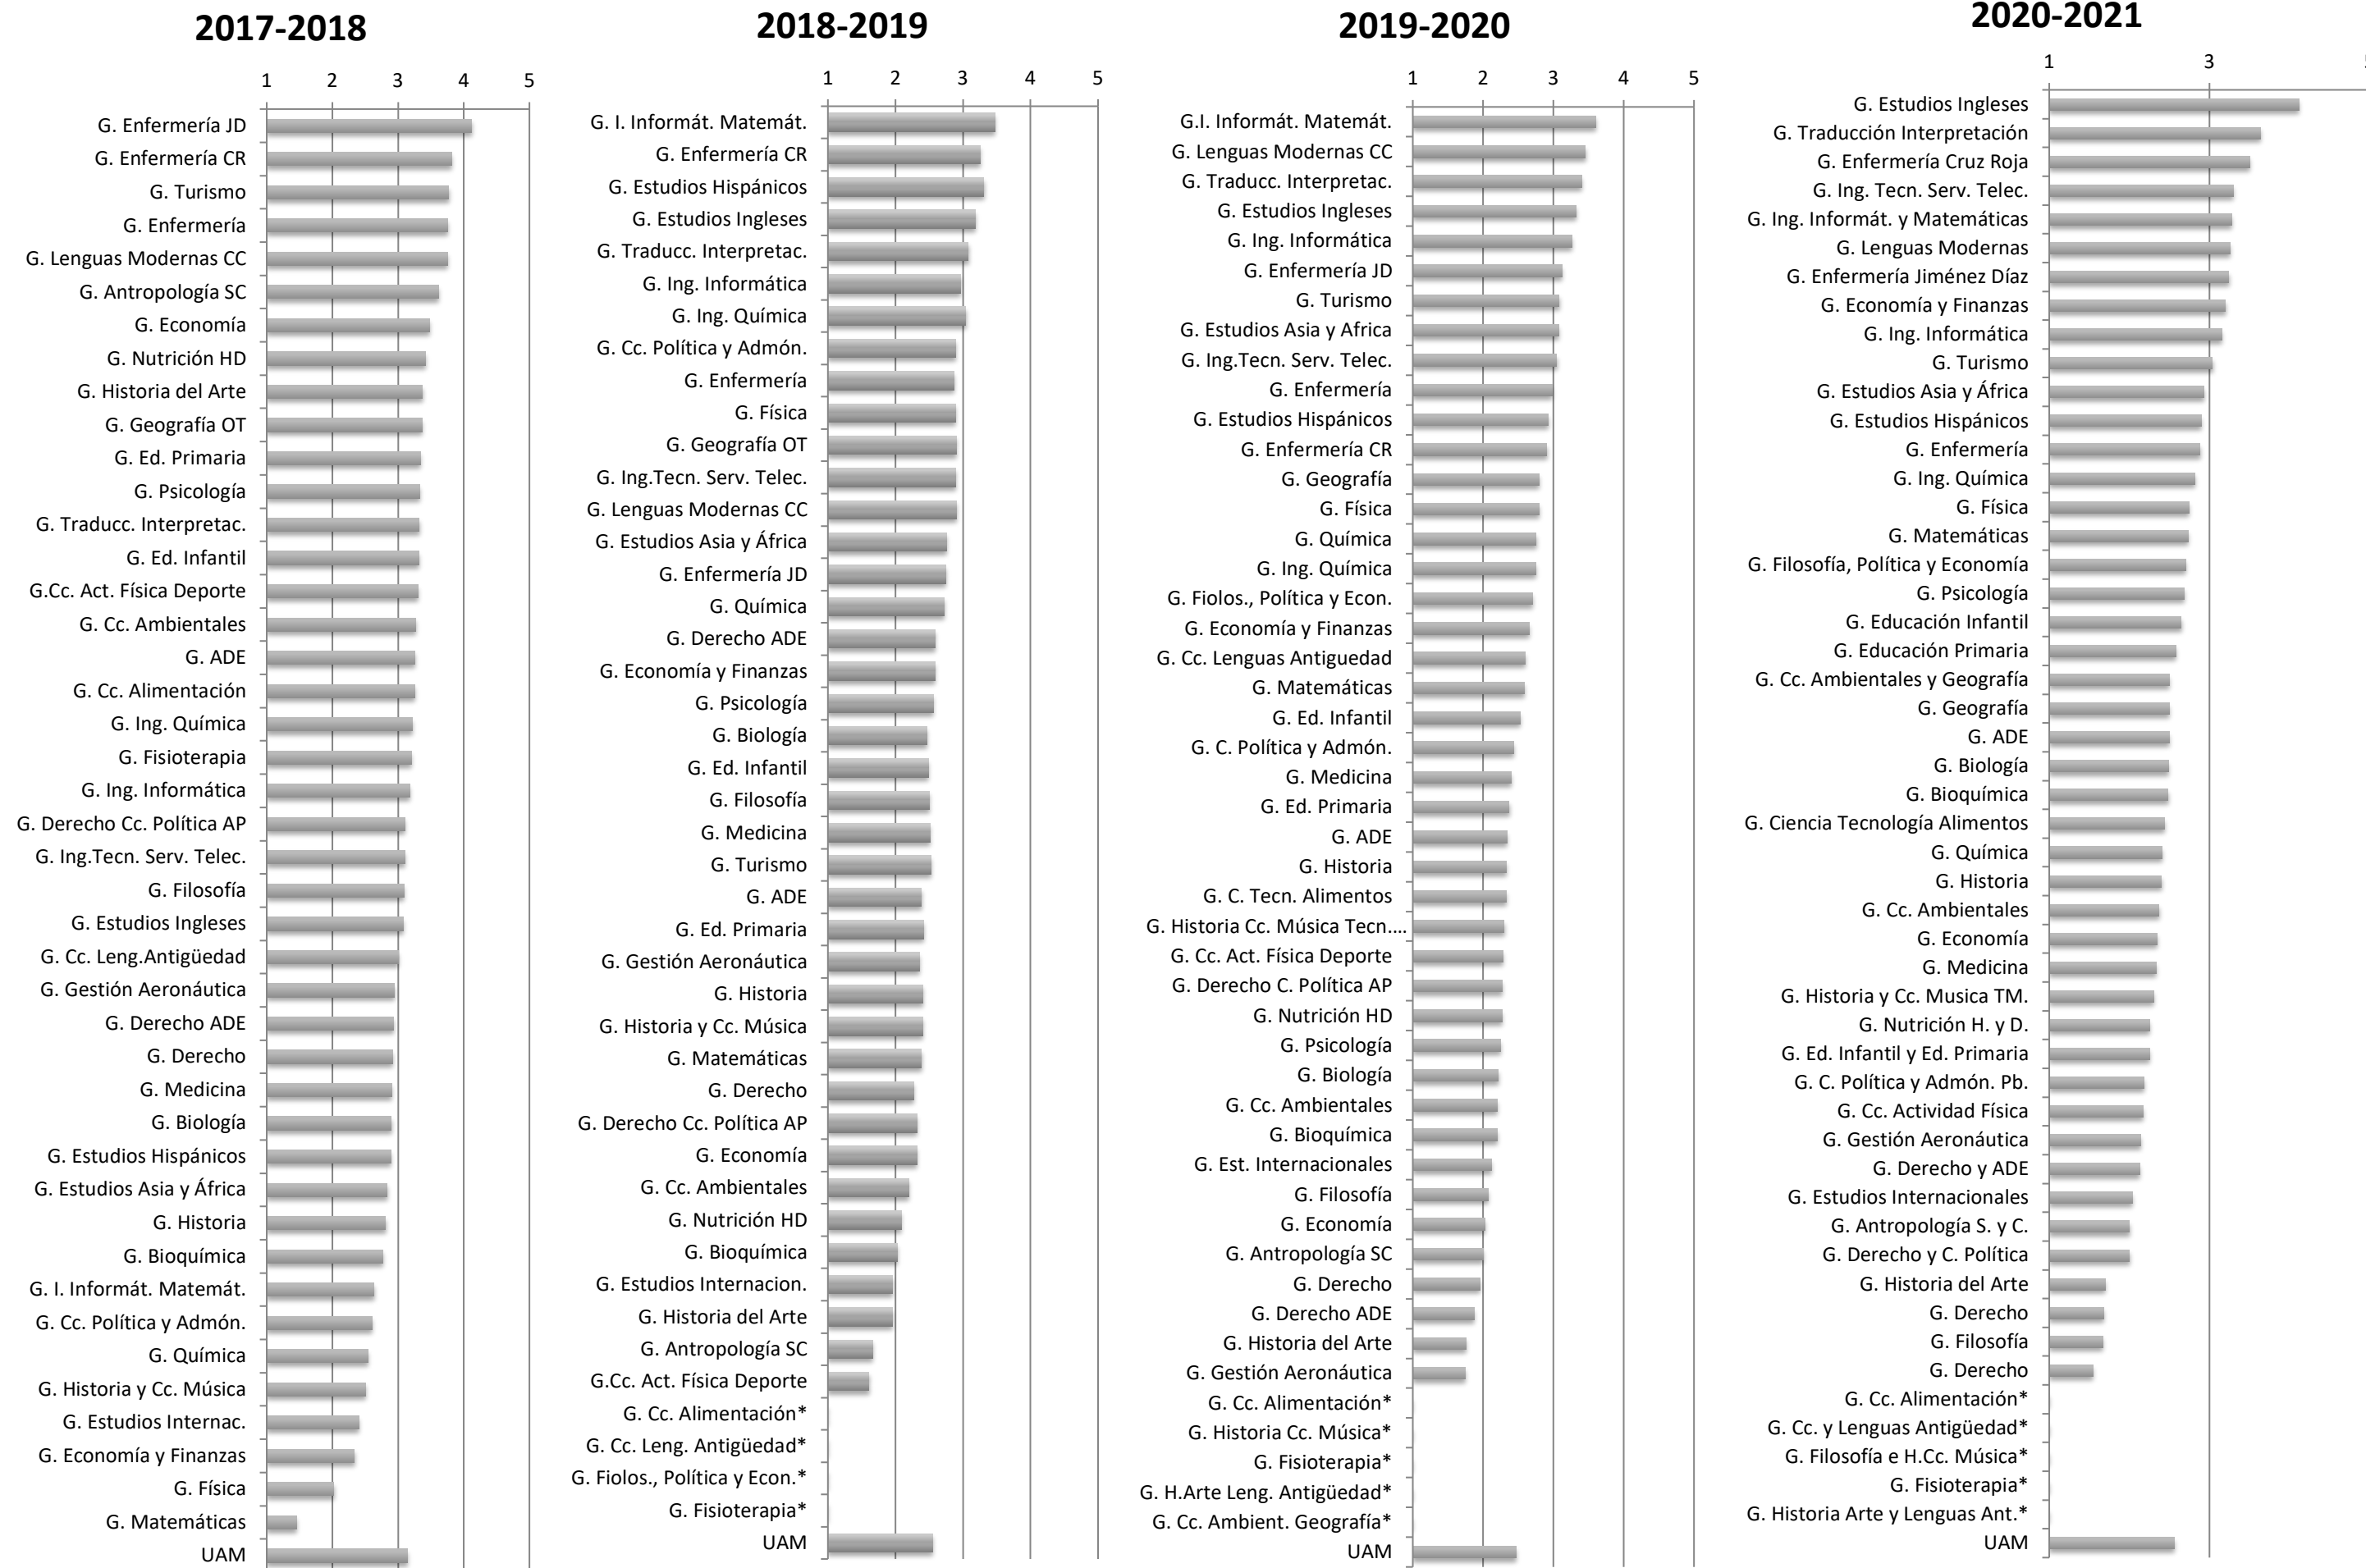 2017-2018
1 2 3 4 5
G. Enfermería JD
G. Enfermería CR
G. Turismo
G. Enfermería
G. Lenguas Modernas CC
G. Antropología SC
G. Economía
G. Nutrición HD
G. Historia del Arte
G. Geografía OT
G. Ed. Primaria
G. Psicología
G. Traducc. Interpretac.
G. Ed. Infantil
G.Cc. Act. Física Deporte
G. Cc. Ambientales
G. ADE
G. Cc. Alimentación
G. Ing. Química
G. Fisioterapia
G. Ing. Informática
G. Derecho Cc. Política AP
G. Ing.Tecn. Serv. Telec.
G. Filosofía
G. Estudios Ingleses
G. Cc. Leng.Antigüedad
G. Gestión Aeronáutica
G. Derecho ADE
G. Derecho
G. Medicina
G. Biología
G. Estudios Hispánicos
G. Estudios Asia y África
G. Historia
G. Bioquímica
G. I. Informát. Matemát.
G. Cc. Política y Admón.
G. Química
G. Historia y Cc. Música
G. Estudios Internac.
G. Economía y Finanzas
G. Física
G. Matemáticas
UAM
2018-2019
1 2 3 4 5
G. I. Informát. Matemát.
G. Enfermería CR
G. Estudios Hispánicos
G. Estudios Ingleses
G. Traducc. Interpretac.
G. Ing. Informática
G. Ing. Química
G. Cc. Política y Admón.
G. Enfermería
G. Física
G. Geografía OT
G. Ing.Tecn. Serv. Telec.
G. Lenguas Modernas CC
G. Estudios Asia y África
G. Enfermería JD
G. Química
G. Derecho ADE
G. Economía y Finanzas
G. Psicología
G. Biología
G. Ed. Infantil
G. Filosofía
G. Medicina
G. Turismo
G. ADE
G. Ed. Primaria
G. Gestión Aeronáutica
G. Historia
G. Historia y Cc. Música
G. Matemáticas
G. Derecho
G. Derecho Cc. Política AP
G. Economía
G. Cc. Ambientales
G. Nutrición HD
G. Bioquímica
G. Estudios Internacion.
G. Historia del Arte
G. Antropología SC
G.Cc. Act. Física Deporte
G. Cc. Alimentación*
G. Cc. Leng. Antigüedad*
G. Fiolos., Política y Econ.*
G. Fisioterapia*
UAM
2019-2020
1 2 3 4 5
G.I. Informát. Matemát.
G. Lenguas Modernas CC
G. Traducc. Interpretac.
G. Estudios Ingleses
G. Ing. Informática
G. Enfermería JD
G. Turismo
G. Estudios Asia y Africa
G. Ing.Tecn. Serv. Telec.
G. Enfermería
G. Estudios Hispánicos
G. Enfermería CR
G. Geografía
G. Física
G. Química
G. Ing. Química
G. Fiolos., Política y Econ.
G. Economía y Finanzas
G. Cc. Lenguas Antiguedad
G. Matemáticas
G. Ed. Infantil
G. C. Política y Admón.
G. Medicina
G. Ed. Primaria
G. ADE
G. Historia
G. C. Tecn. Alimentos
G. Historia Cc. Música Tecn....
G. Cc. Act. Física Deporte
G. Derecho C. Política AP
G. Nutrición HD
G. Psicología
G. Biología
G. Cc. Ambientales
G. Bioquímica
G. Est. Internacionales
G. Filosofía
G. Economía
G. Antropología SC
G. Derecho
G. Derecho ADE
G. Historia del Arte
G. Gestión Aeronáutica
G. Cc. Alimentación*
G. Historia Cc. Música*
G. Fisioterapia*
G. H.Arte Leng. Antigüedad*
G. Cc. Ambient. Geografía*
UAM
2020-2021
1 3
G. Estudios Ingleses
G. Traducción Interpretación
G. Enfermería Cruz Roja
G. Ing. Tecn. Serv. Telec.
G. Ing. Informát. y Matemáticas
G. Lenguas Modernas
G. Enfermería Jiménez Díaz
G. Economía y Finanzas
G. Ing. Informática
G. Turismo
G. Estudios Asia y África
G. Estudios Hispánicos
G. Enfermería
G. Ing. Química
G. Física
G. Matemáticas
G. Filosofía, Política y Economía
G. Psicología
G. Educación Infantil
G. Educación Primaria
G. Cc. Ambientales y Geografía
G. Geografía
G. ADE
G. Biología
G. Bioquímica
G. Ciencia Tecnología Alimentos
G. Química
G. Historia
G. Cc. Ambientales
G. Economía
G. Medicina
G. Historia y Cc. Musica TM.
G. Nutrición H. y D.
G. Ed. Infantil y Ed. Primaria
G. C. Política y Admón. Pb.
G. Cc. Actividad Física
G. Gestión Aeronáutica
G. Derecho y ADE
G. Estudios Internacionales
G. Antropología S. y C.
G. Derecho y C. Política
G. Historia del Arte
G. Derecho
G. Filosofía
G. Derecho
G. Cc. Alimentación*
G. Cc. y Lenguas Antigüedad*
G. Filosofía e H.Cc. Música*
G. Fisioterapia*
G. Historia Arte y Lenguas Ant.*
UAM